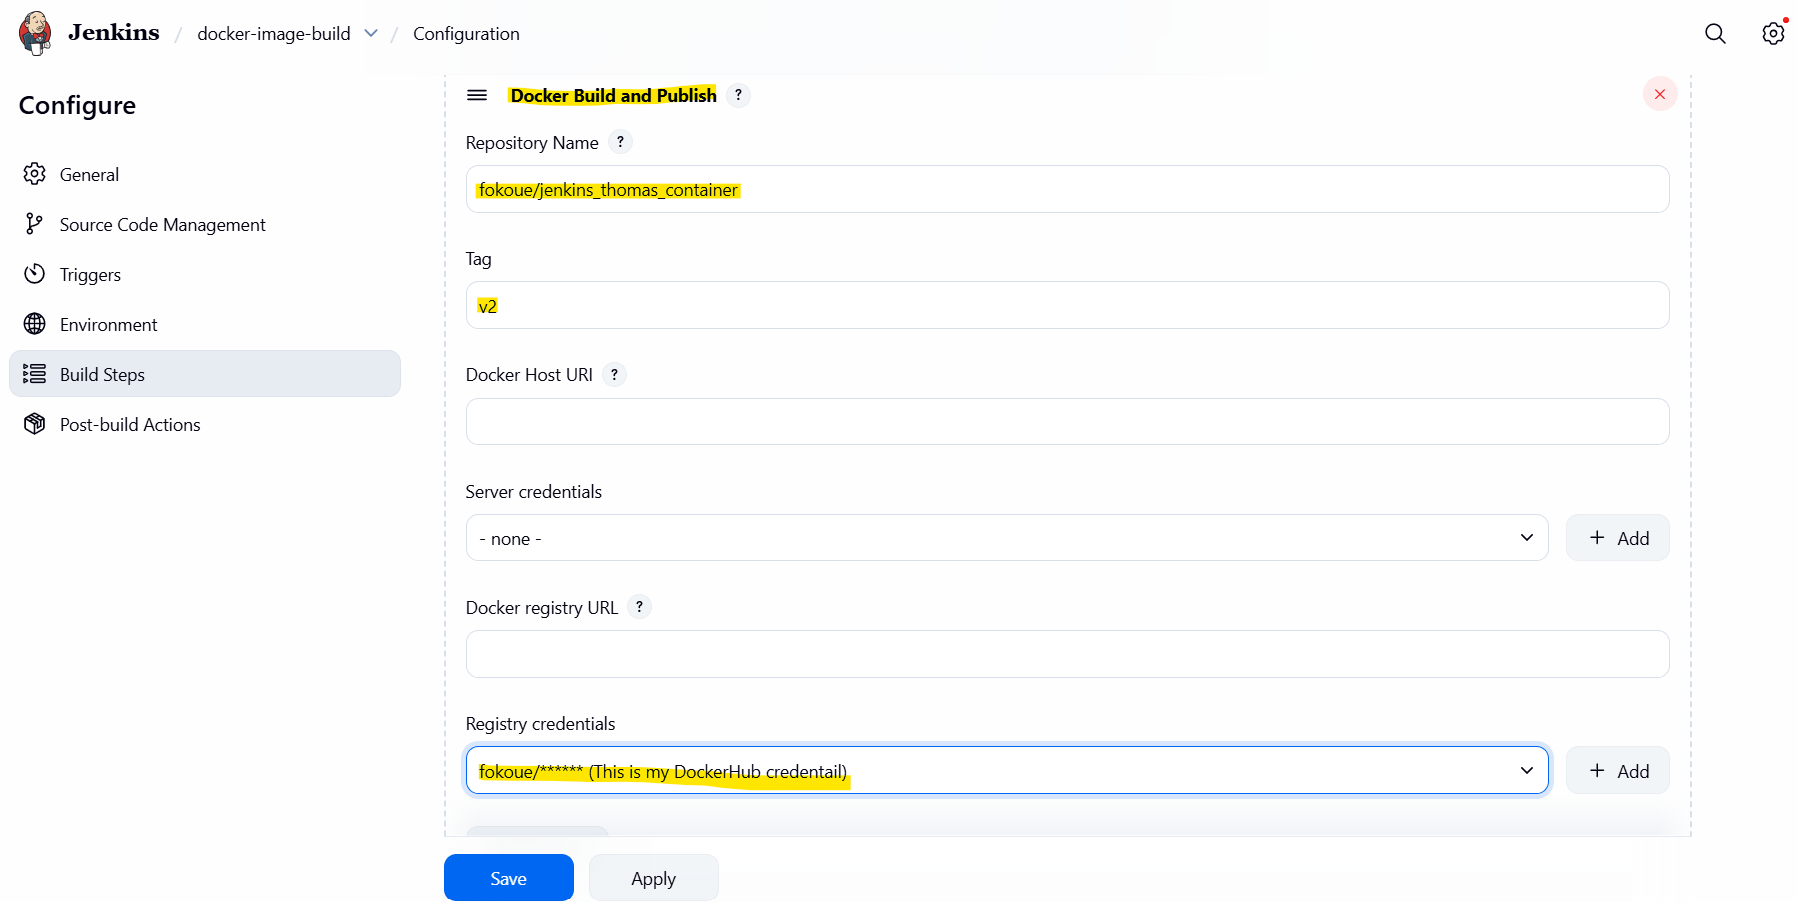 Jenkins / docker-image-build / Configuration
Configure
General
Source Code Management
Triggers
Environment
Build Steps
Post-build Actions
Docker Build and Publish ?
Repository Name ?
fokoue/jenkins_thomas_container
Tag
v2
Docker Host URI ?
Server credentials
- none -
+ Add
Docker registry URL ?
Registry credentials
fokoue/****** (This is my DockerHub credentail)
+ Add
Save
Apply